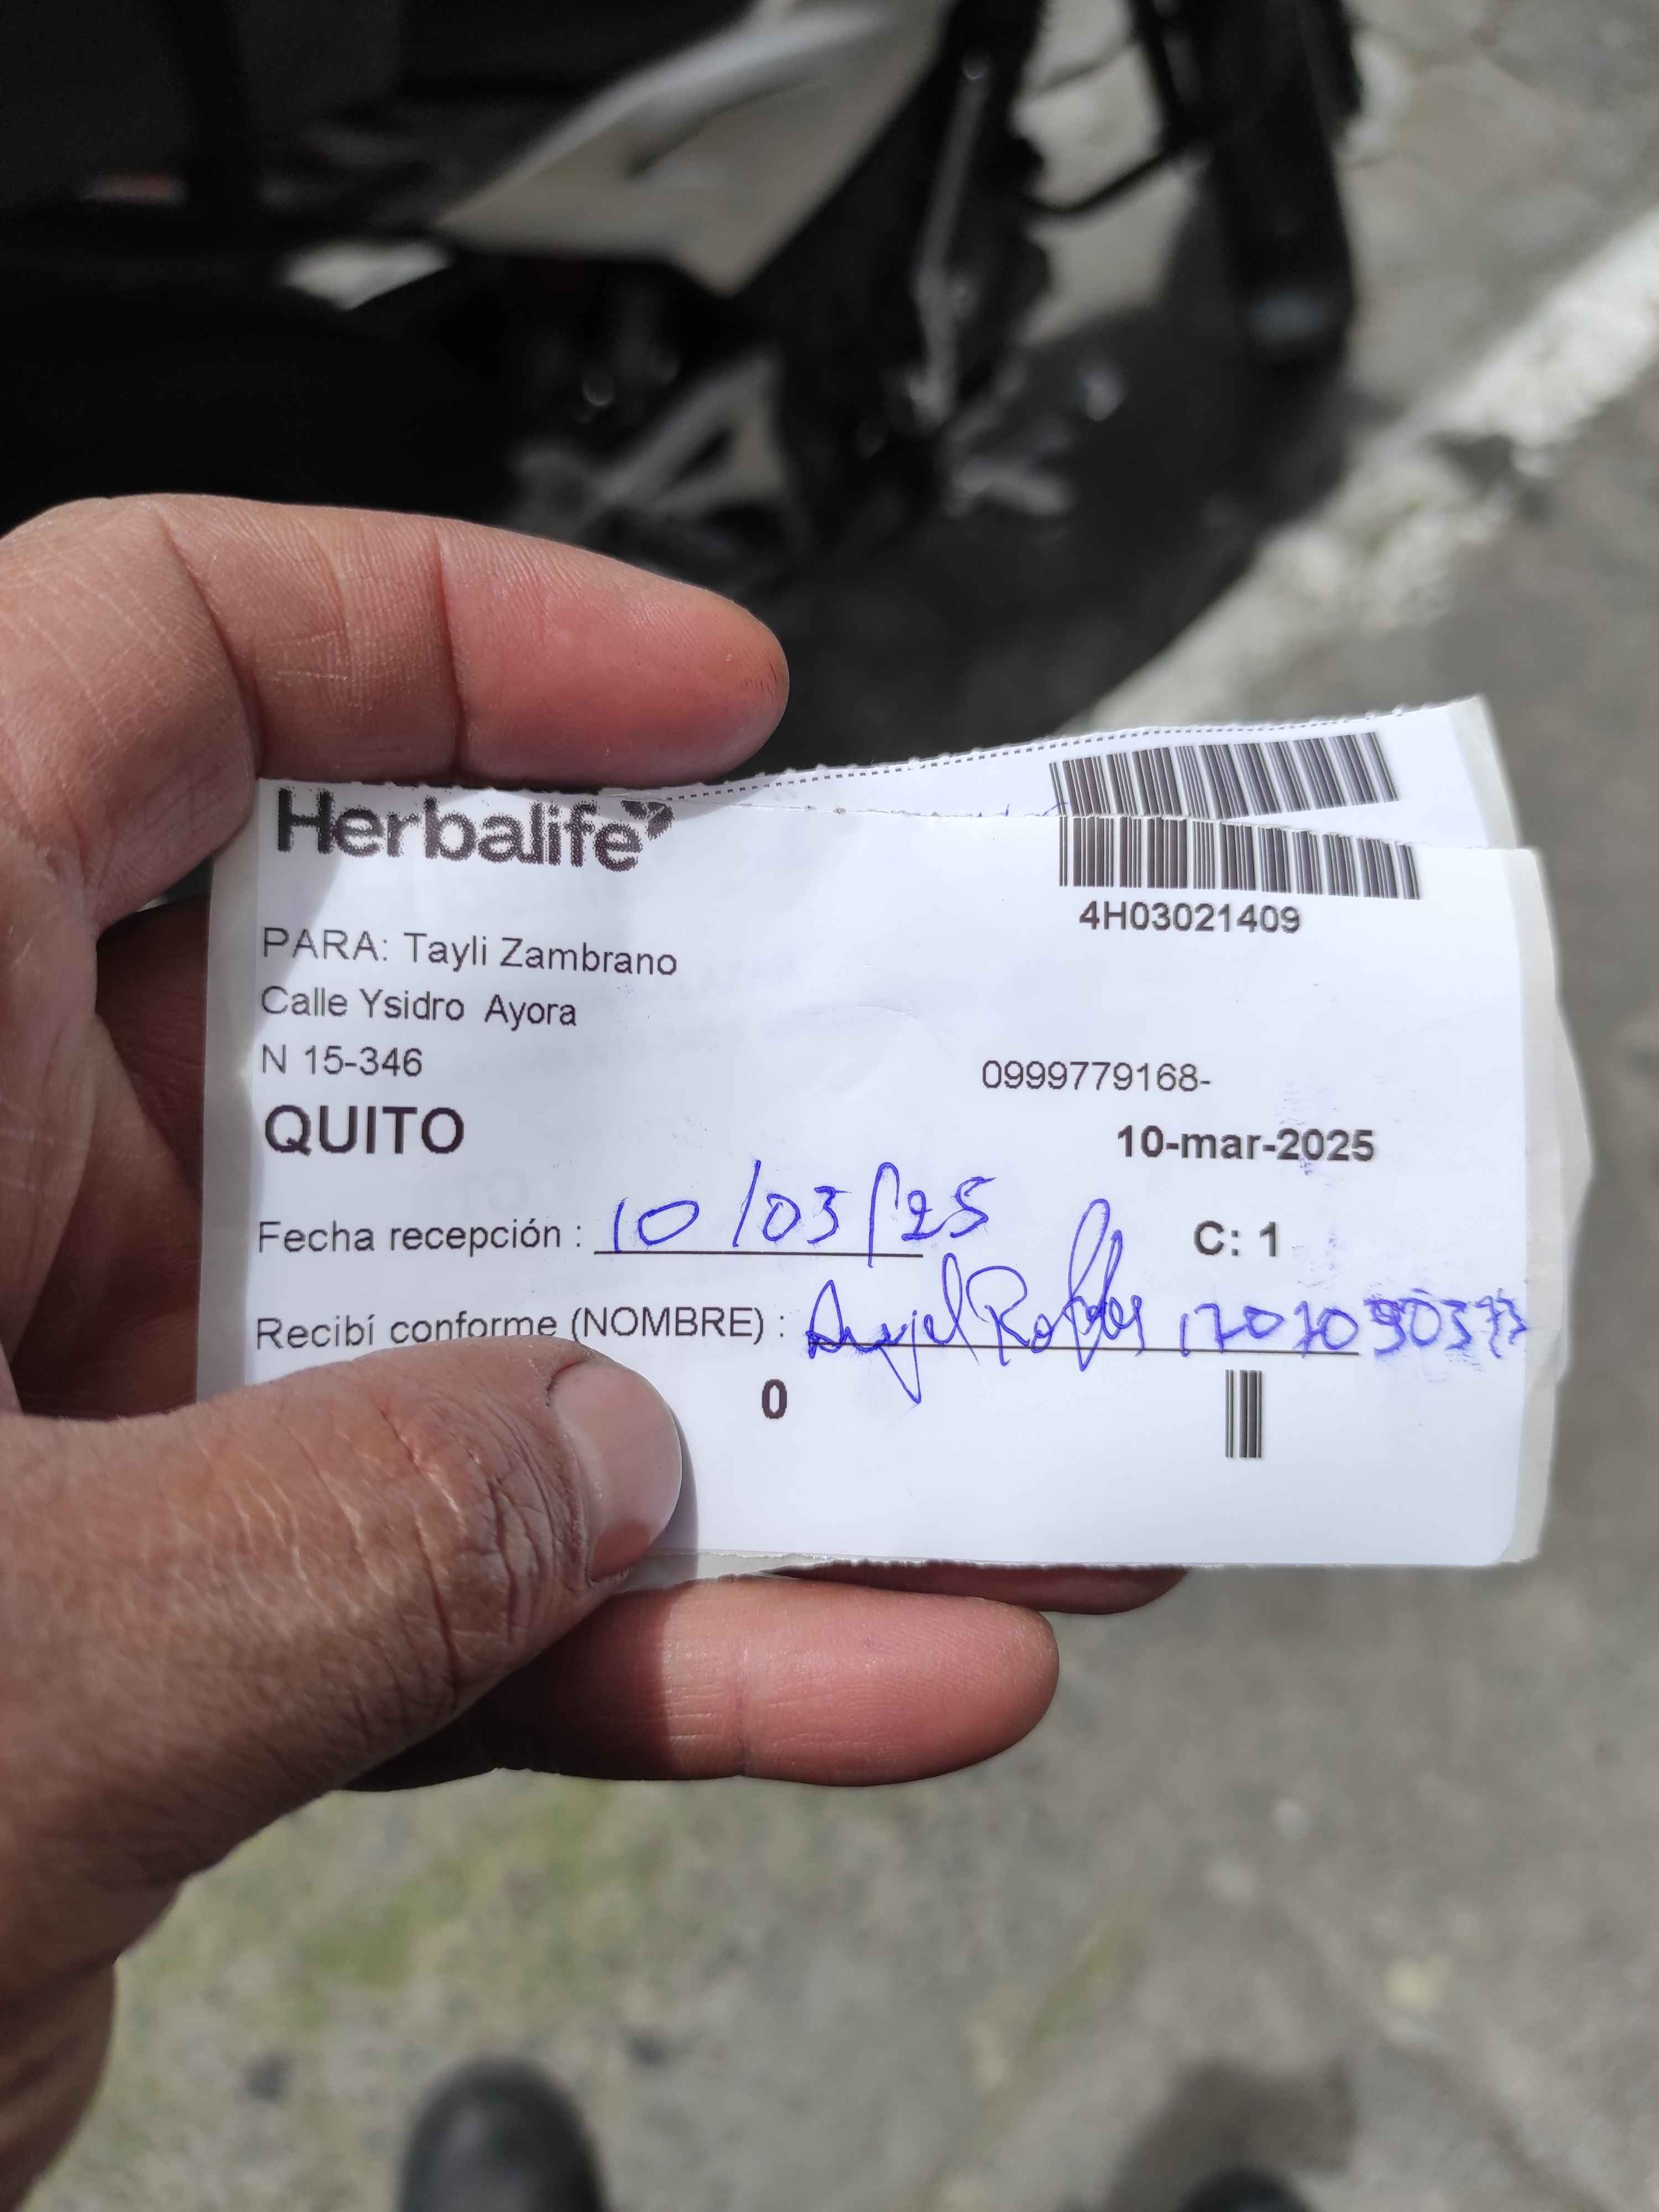 Herbalife
4H03021409
PARA: Tayli Zambrano
Calle Ysidro Ayora
N 15-346
0999779168-
QUITO
10-mar-2025
Fecha recepción : 10/03/25
C: 1
Recibí conforme (NOMBRE) : Angel
0